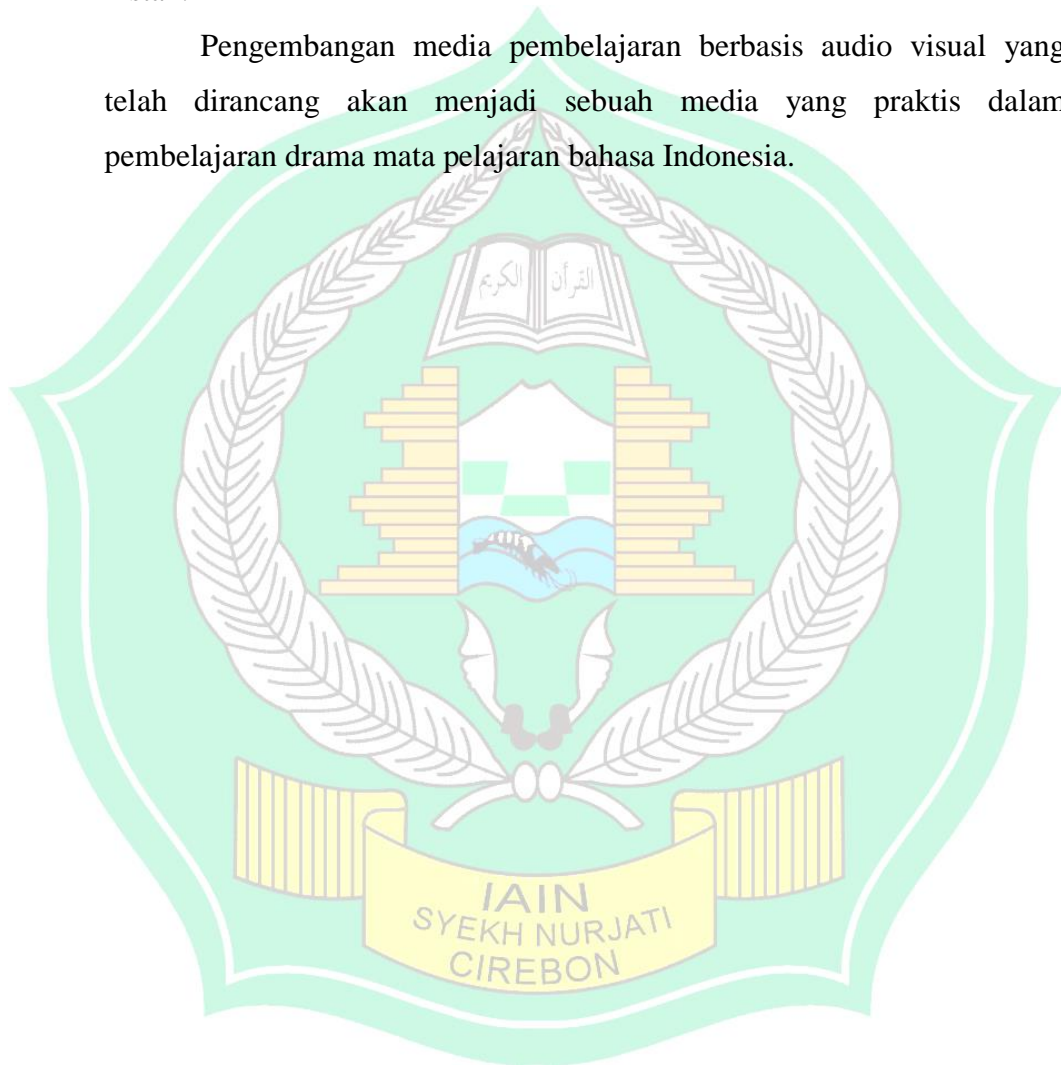 Pengembangan media pembelajaran berbasis audio visual yang
telah dirancang akan menjadi sebuah media yang praktis dalam
pembelajaran drama mata pelajaran bahasa Indonesia.
القرأن الكريم
IAIN
SYEKH NURJATI
CIREBON